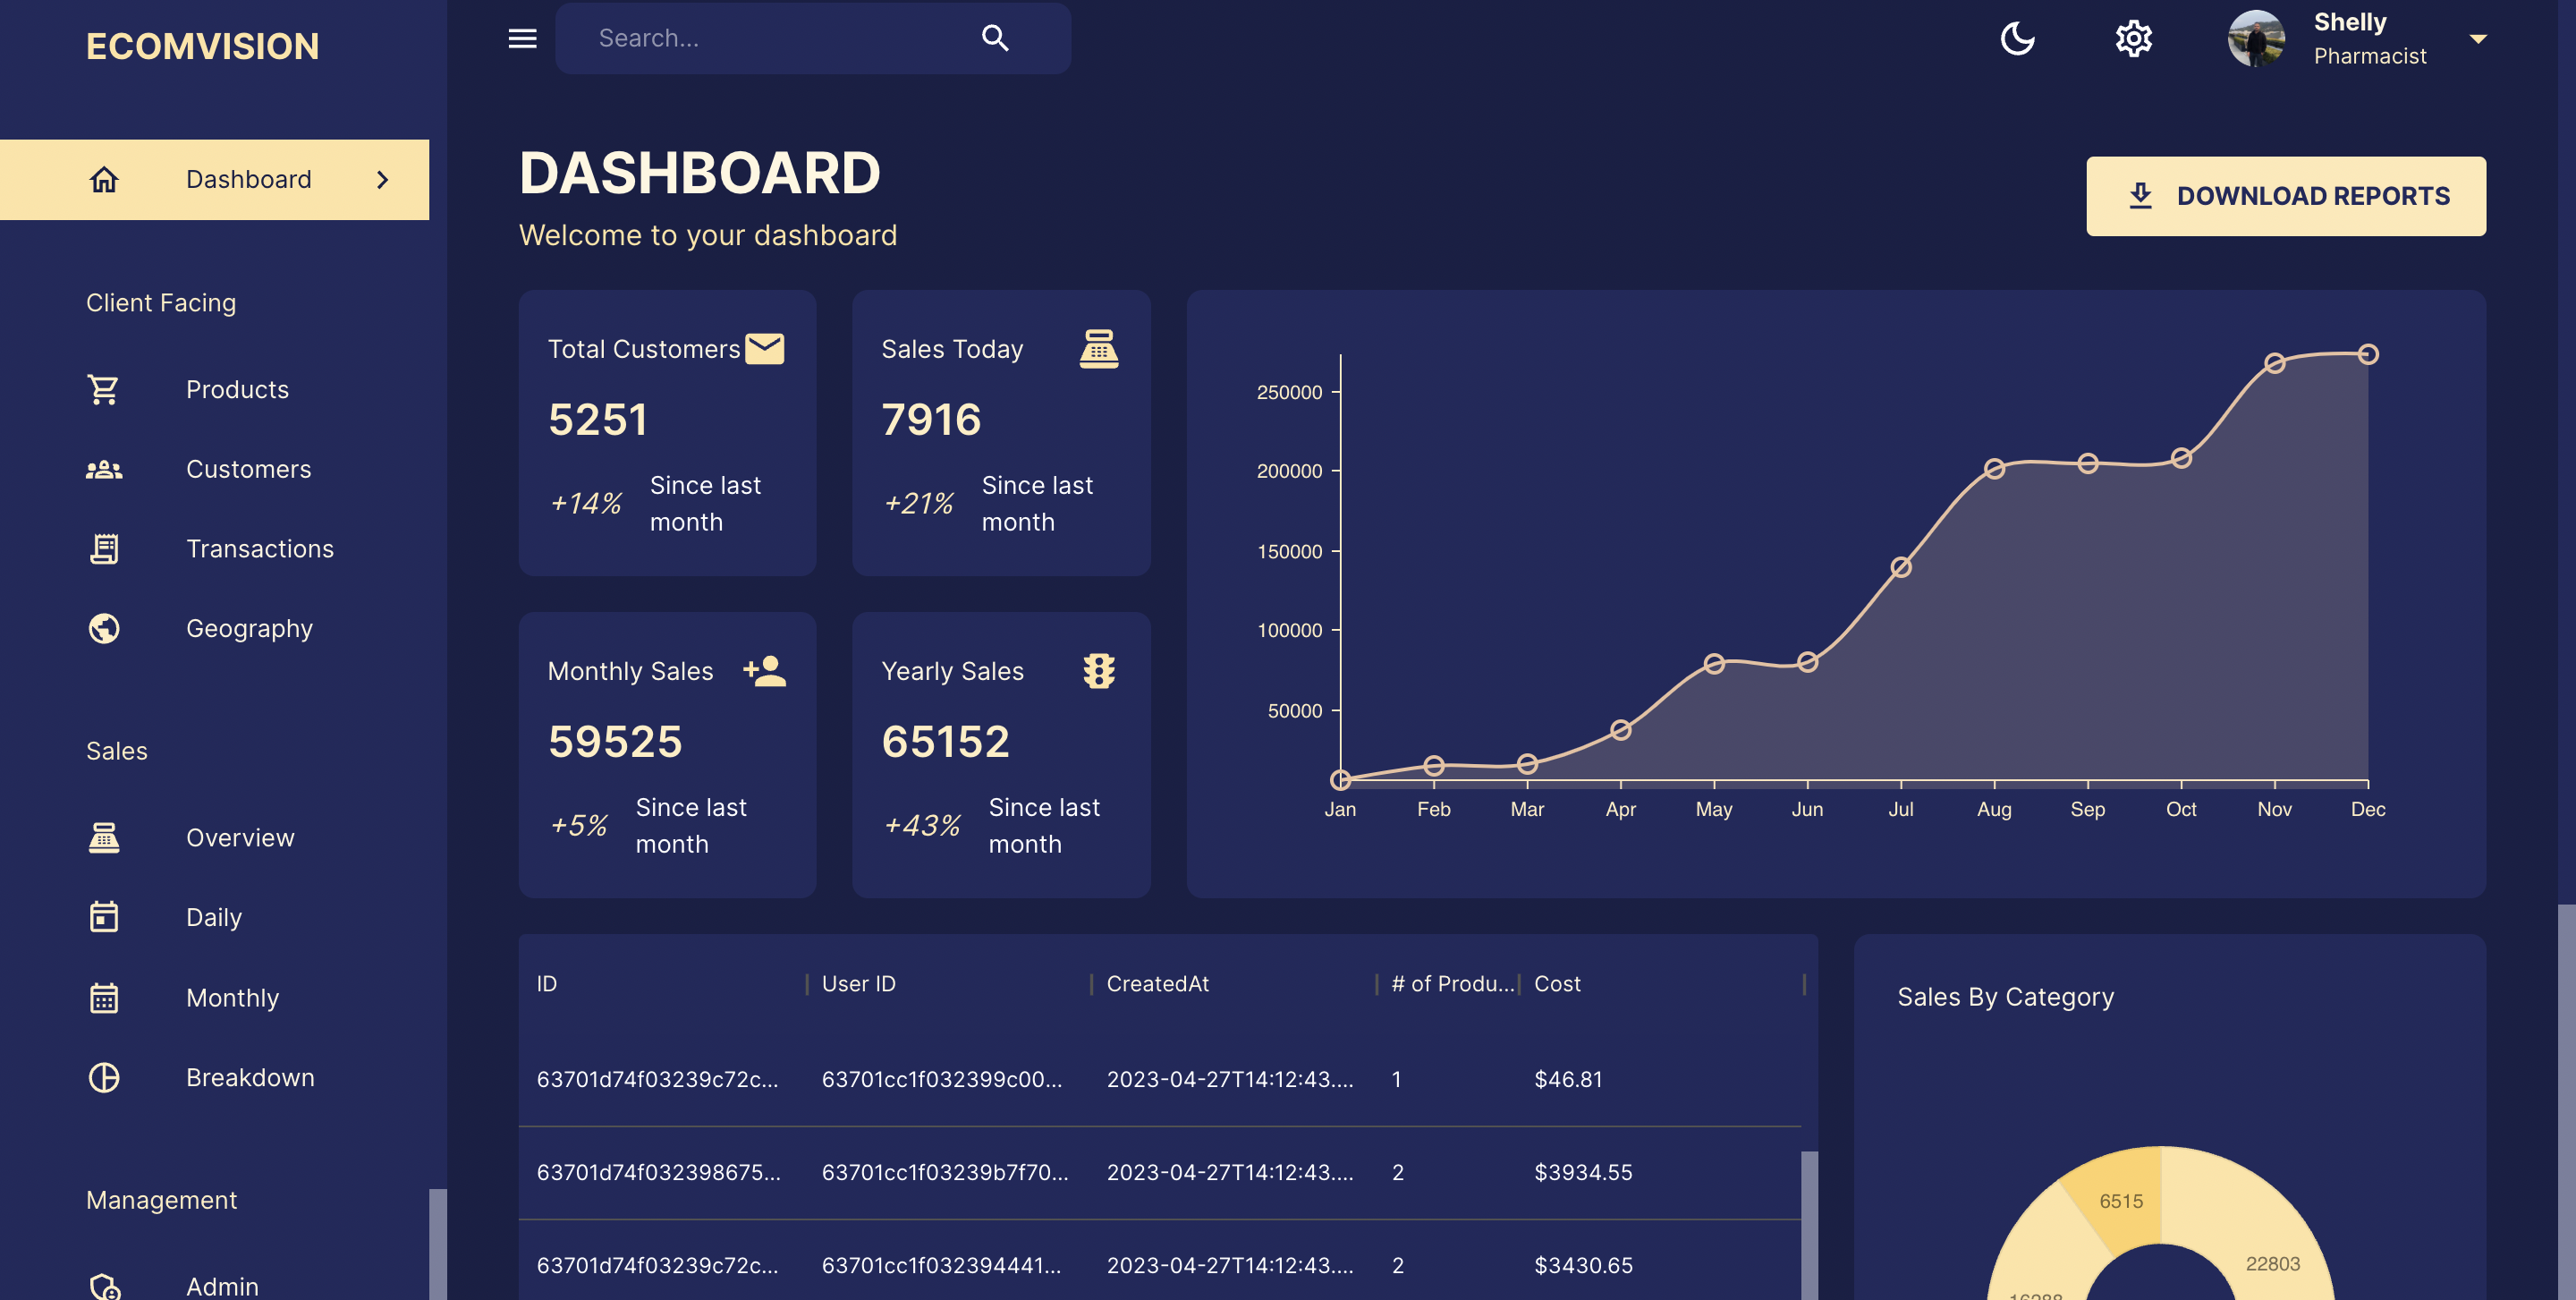 ECOMVISION
Search...
Shelly
Pharmacist
Dashboard
Client Facing
Products
Customers
Transactions
Geography
Sales
Overview
Daily
Monthly
Breakdown
Management
Admin
DASHBOARD
Welcome to your dashboard
DOWNLOAD REPORTS
Total Customers
5251
+14% Since last
month
Sales Today
7916
+21% Since last
month
Monthly Sales
59525
+5% Since last
month
Yearly Sales
65152
+43% Since last
month
250000
200000
150000
100000
50000
Jan Feb Mar Apr May Jun Jul Aug Sep Oct Nov Dec
ID User ID CreatedAt # of Produ... Cost
63701d74f03239c72c... 63701cc1f032399c00... 2023-04-27T14:12:43.... 1 $46.81
63701d74f032398675... 63701cc1f03239b7f70... 2023-04-27T14:12:43.... 2 $3934.55
63701d74f03239c72c... 63701cc1f032394441... 2023-04-27T14:12:43.... 2 $3430.65
Sales By Category
6515
22803